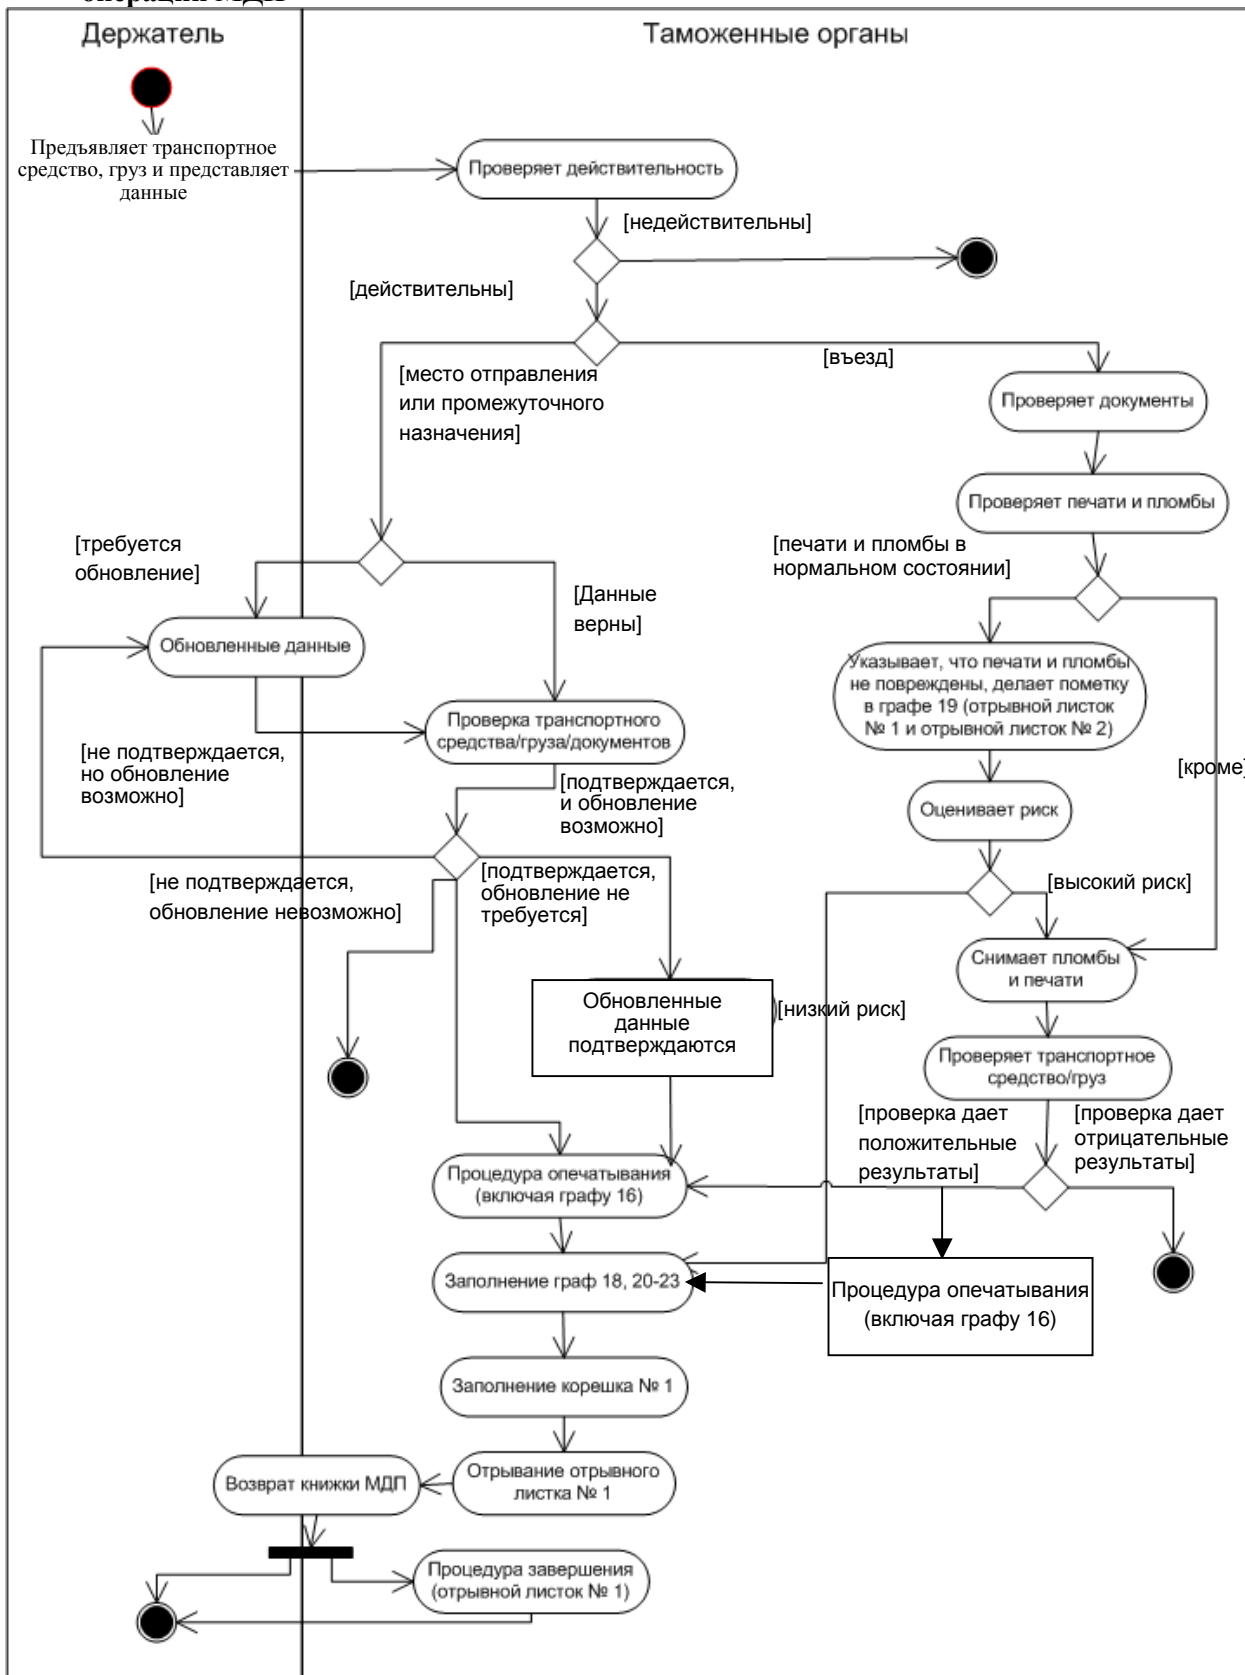 операции МДП
Держатель
Таможенные органы
Предъявляет транспортное
средство, груз и представляет
данные
Проверяет действительность
[недействительны]
[действительны]
[въезд]
[место отправления
или промежуточного
назначения]
Проверяет документы
Проверяет печати и пломбы
[требуется
обновление]
[печати и пломбы в
нормальном состоянии]
[Данные
верны]
Обновленные данные
Указывает, что печати и пломбы
не повреждены, делает пометку
в графе 19 (отрывной листок
№ 1 и отрывной листок № 2)
Проверка транспортного
средства/груза/документов
[не подтверждается,
но обновление
возможно]
[подтверждается,
и обновление
возможно]
[кроме]
Оценивает риск
[не подтверждается,
обновление невозможно]
[подтверждается,
обновление не
требуется]
[высокий риск]
Снимает пломбы
и печати
Обновленные
данные
подтверждаются
[низкий риск]
Проверяет транспортное
средство/груз
[проверка дает
положительные
результаты]
[проверка дает
отрицательные
результаты]
Процедура опечатывания
(включая графу 16)
Заполнение граф 18, 20-23
Процедура опечатывания
(включая графу 16)
Заполнение корешка № 1
Отрывание отрывного
листка № 1
Возврат книжки МДП
Процедура завершения
(отрывной листок № 1)